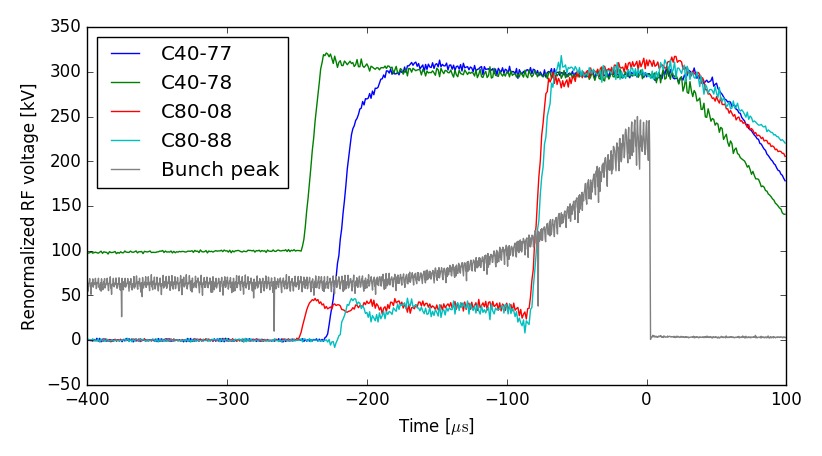 350
300
250
200
150
100
50
0
−50
Renormalized RF voltage [kV]
C40-77
C40-78
C80-08
C80-88
Bunch peak
−400 −300 −200 −100 0 100
Time [μs]